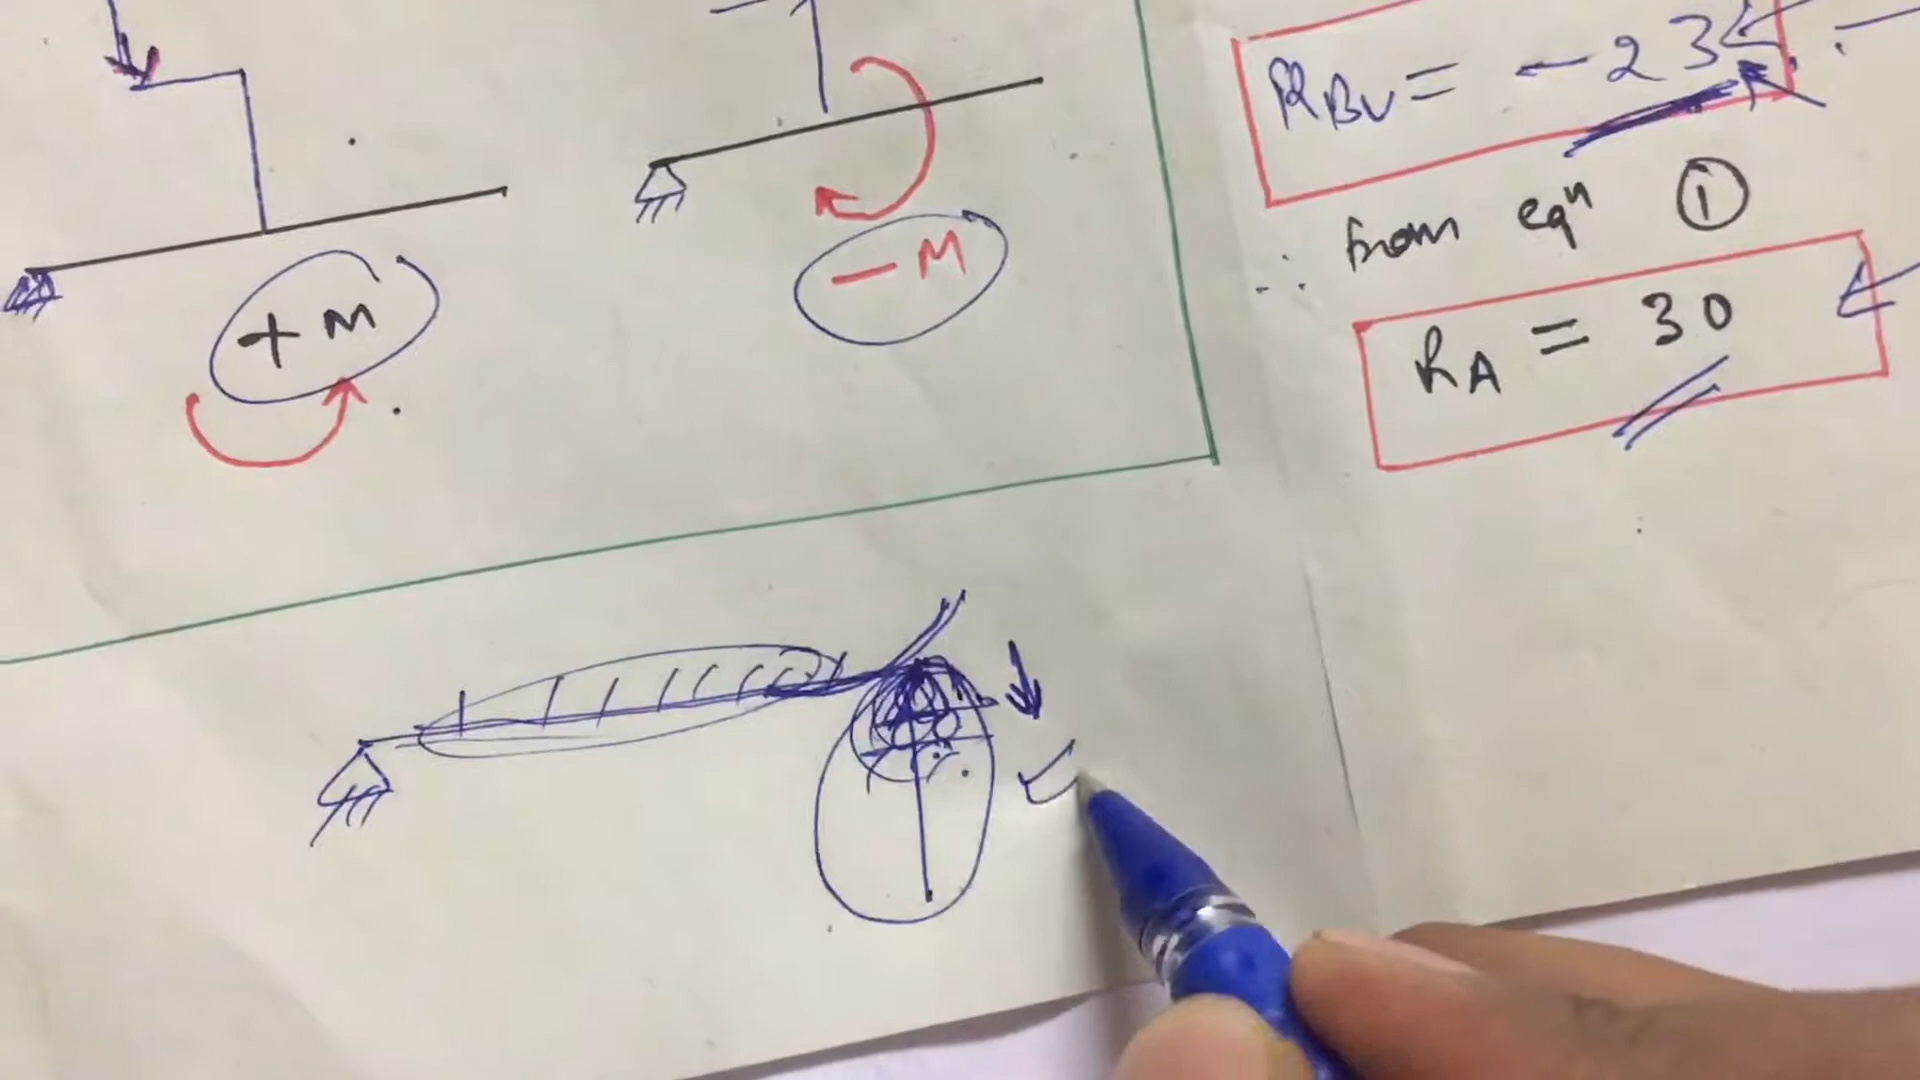 + M
- M
RBV = - 23
∴ from eqⁿ ①
RA = 30